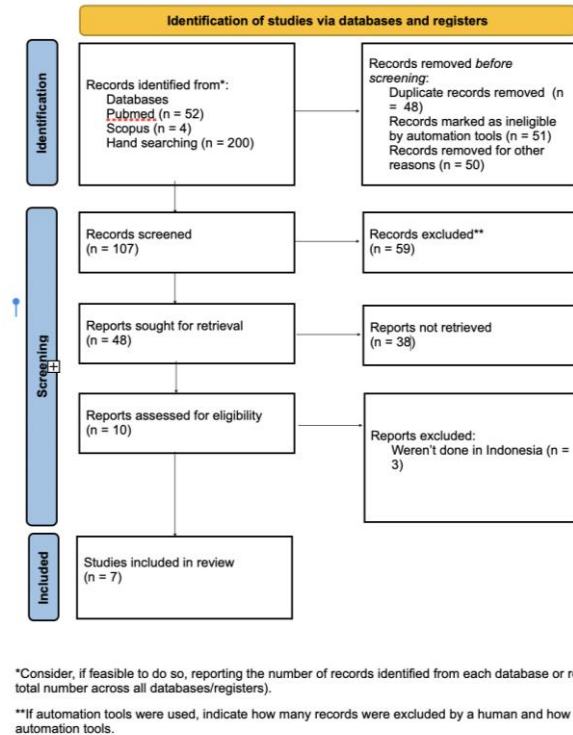 Identification of studies via databases and registers
Identification
Records identified from*:
Databases
Pubmed (n = 52)
Scopus (n = 4)
Hand searching (n = 200)
Records removed before
screening:
Duplicate records removed (n
= 48)
Records marked as ineligible
by automation tools (n = 51)
Records removed for other
reasons (n = 50)
Screening
Records screened
(n = 107)
Records excluded**
(n = 59)
Reports sought for retrieval
(n = 48)
Reports not retrieved
(n = 38)
Reports assessed for eligibility
(n = 10)
Reports excluded:
Weren't done in Indonesia (n =
3)
Included
Studies included in review
(n = 7)
*Consider, if feasible to do so, reporting the number of records identified from each database or
total number across all databases/registers).
**If automation tools were used, indicate how many records were excluded by a human and how
automation tools.